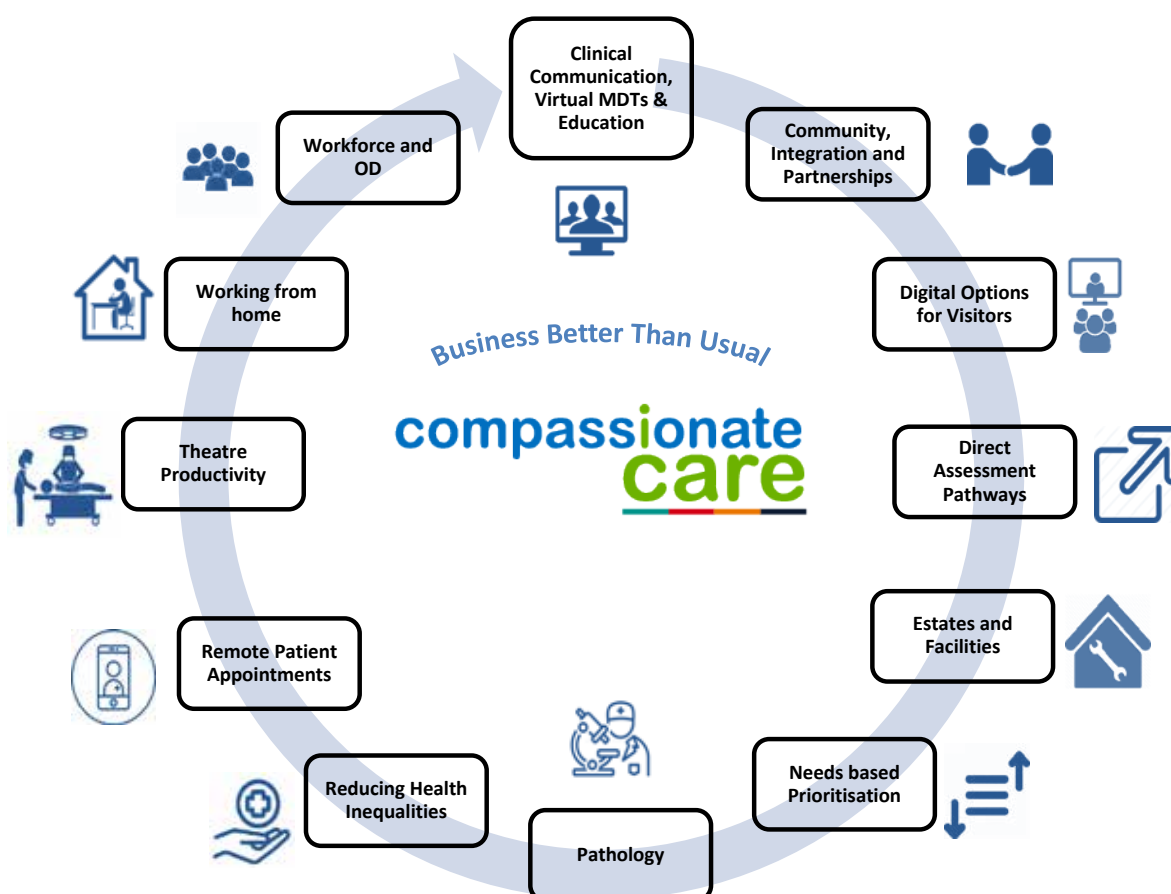 Clinical
Communication,
Virtual MDTs &
Education
Community,
Integration and
Partnerships
Digital Options
for Visitors
Direct
Assessment
Pathways
Estates and
Facilities
Needs based
Prioritisation
Pathology
Reducing Health
Inequalities
Remote Patient
Appointments
Theatre
Productivity
Working from
home
Workforce and
OD
Business Better Than Usual
compassionate
care